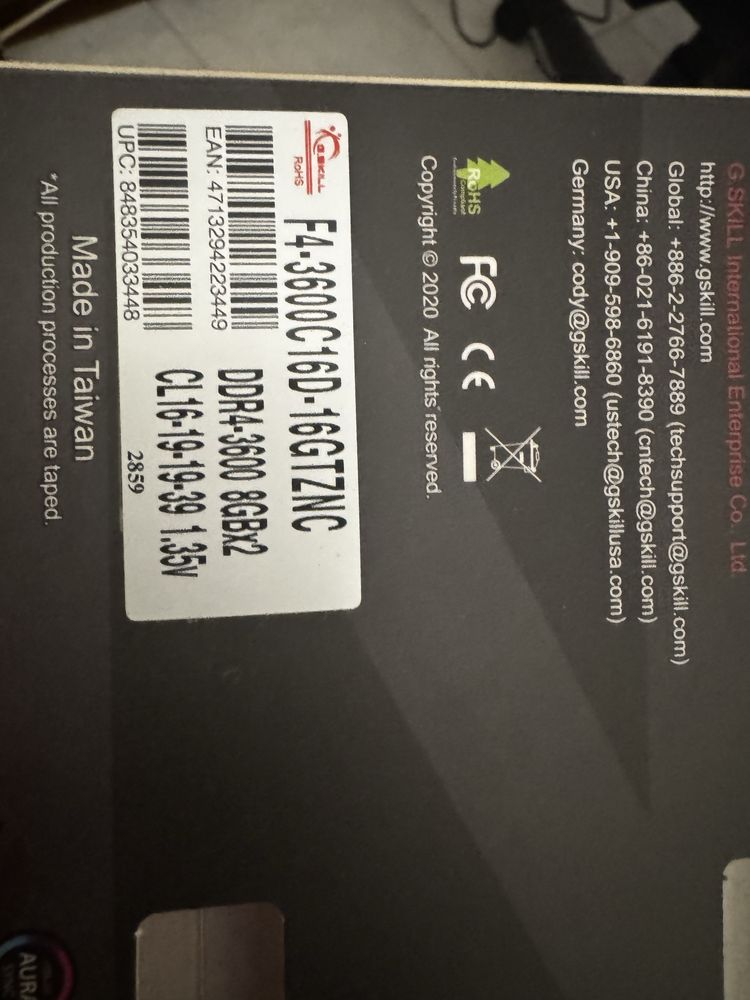 G.SKILL International Enterprise Co., Ltd.
http://www.gskill.com
Global: +886-2-2766-7889 (techsupport@gskill.com)
China: +86-021-6191-8390 (cntech@gskill.com)
USA: +1-909-598-6860 (ustech@gskillusa.com)
Germany: cody@gskill.com
RoHS
Compliant
FC CE
Copyright © 2020 All rights reserved.
G.SKILL
RoHS
F4-3600C16D-16GTZNC
EAN: 4713294223449
DDR4-3600 8GBx2
UPC: 848354033448
CL16-19-19-39 1.35V
2859
Made in Taiwan
*All production processes are taped.
AURA
SYNC